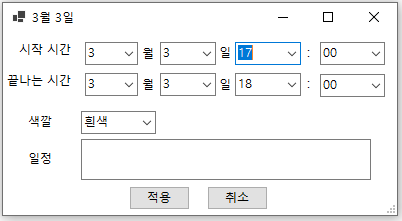 3월 3일
시작 시간 3 월 3 일 17 : 00
끝나는 시간 3 월 3 일 18 : 00
색깔 흰색
일정
적용 취소